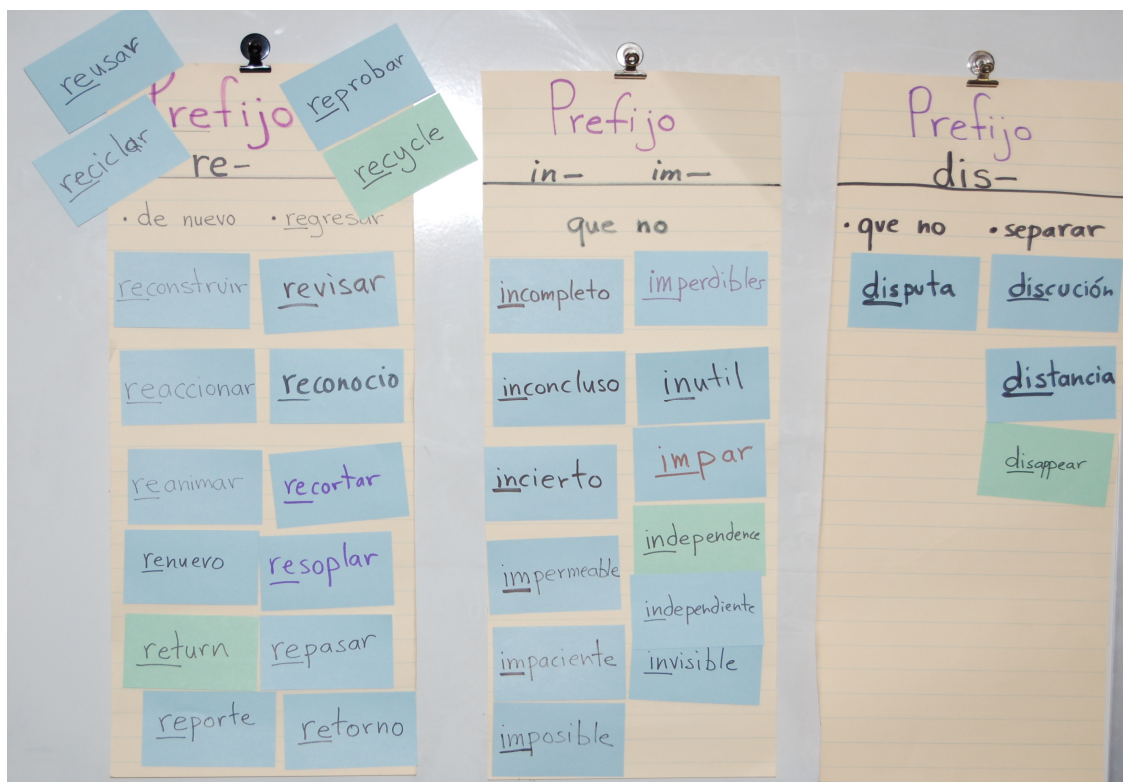 reusar
reciclar
Prefijo
reprobar
recycle
re-
• de nuevo • regresar
reconstruir revisar
reaccionar reconocio
reanimar recortar
renuevo resoplar
return repasar
reporte retorno
Prefijo
in- im-
que no
incompleto imperdibles
inconcluso inutil
incierto impar
impermeable independence
independiente
impaciente invisible
imposible
Prefijo
dis-
• que no • separar
disputa discución
distancia
disappear